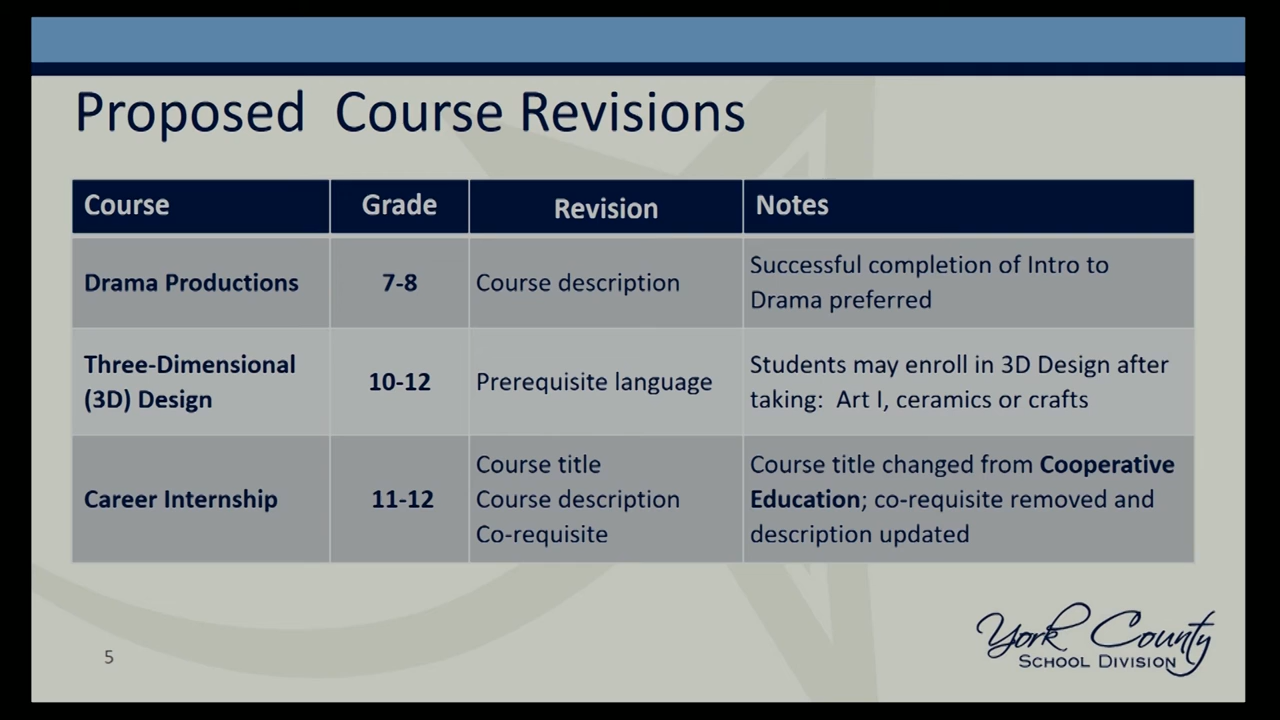 Proposed Course Revisions
Course Grade Revision Notes
Drama Productions 7-8 Course description Successful completion of Intro to
Drama preferred
Three-Dimensional
(3D) Design 10-12 Prerequisite language Students may enroll in 3D Design after
taking: Art I, ceramics or crafts
Career Internship 11-12 Course title
Course description
Co-requisite
Course title changed from Cooperative
Education; co-requisite removed and
description updated
5
York County
SCHOOL DIVISION